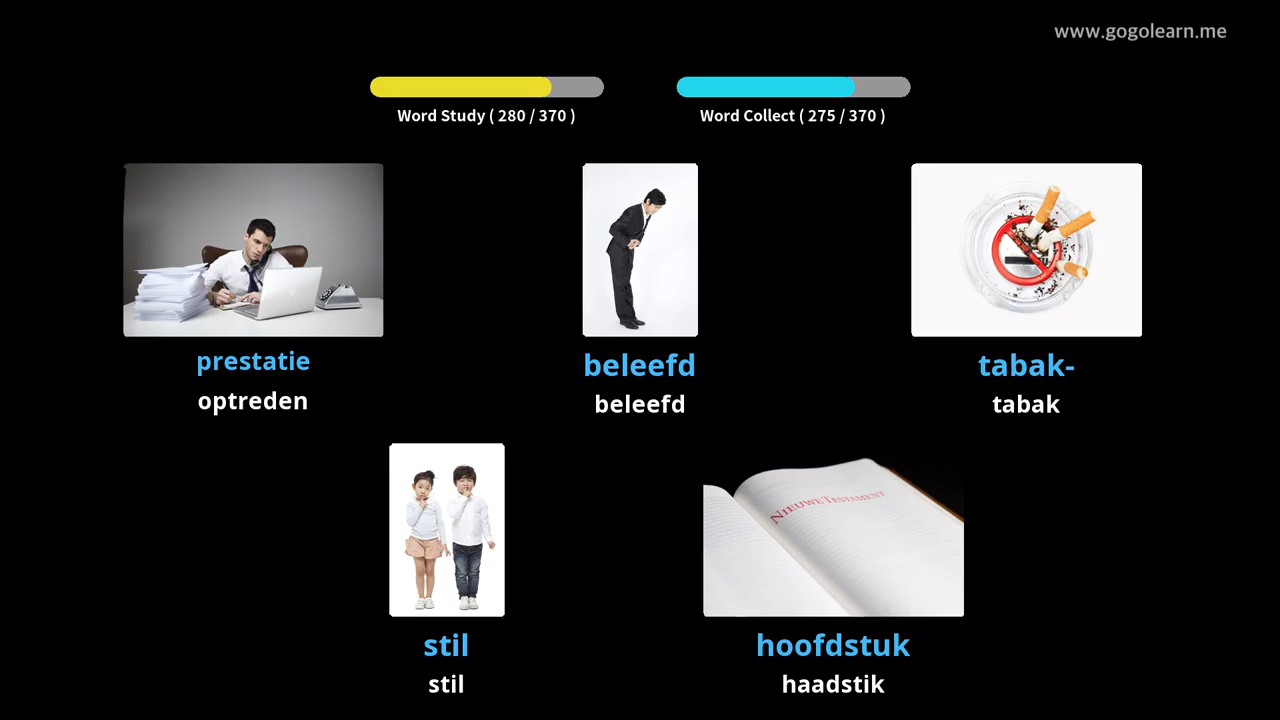 www.gogolearn.me
Word Study ( 280 / 370 )
Word Collect ( 275 / 370 )
prestatie
optreden
beleefd
beleefd
tabak-
tabak
NIEUWE TESTAMENT
stil
stil
hoofdstuk
haadstik